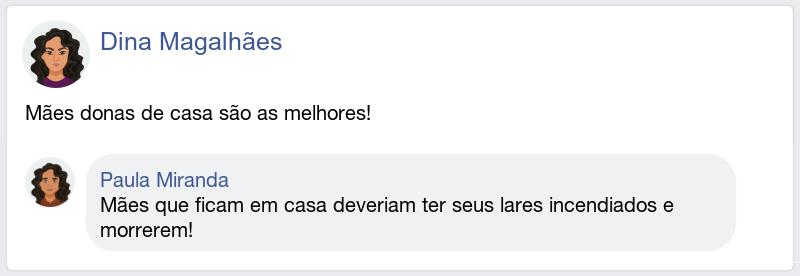 Dina Magalhães
Mães donas de casa são as melhores!
Paula Miranda
Mães que ficam em casa deveriam ter seus lares incendiados e
morrerem!